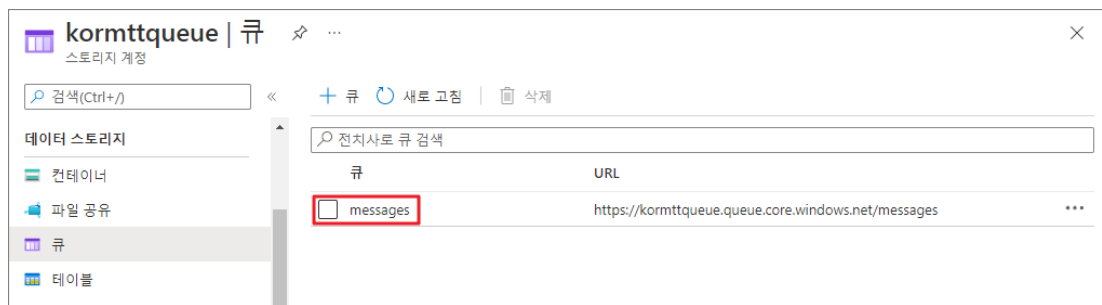 kormttqueue | 큐
스토리지 계정
검색(Ctrl+/)
데이터 스토리지
컨테이너
파일 공유
큐
테이블
큐 새로 고침 삭제
전치사로 큐 검색
큐 URL
messages https://kormttqueue.queue.core.windows.net/messages